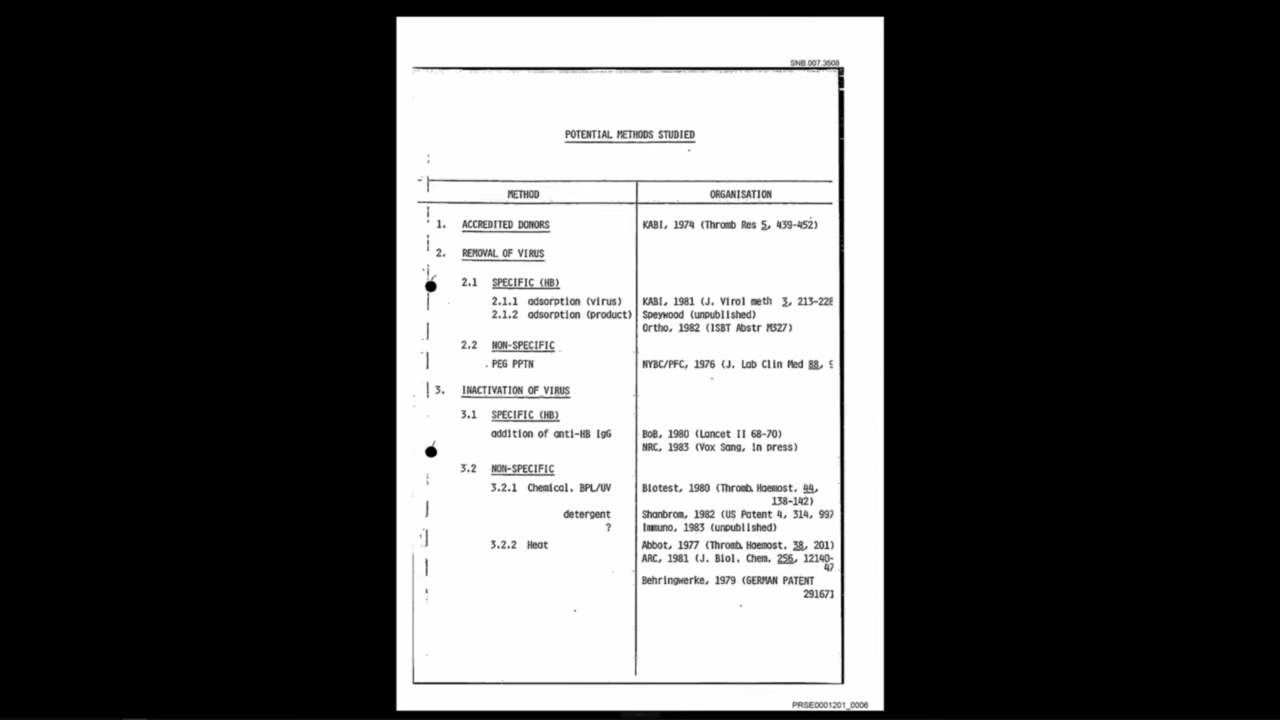 SNB.007.3508
POTENTIAL METHODS STUDIED
METHOD ORGANISATION
1. ACCREDITED DONORS KABI, 1974 (Thromb Res 5, 439-452)
2. REMOVAL OF VIRUS
2.1 SPECIFIC (HB)
2.1.1 adsorption (virus) KABI, 1981 (J. Virol meth 3, 213-228
2.1.2 adsorption (product) Speywood (unpublished)
Ortho, 1982 (ISBT Abstr M327)
2.2 NON-SPECIFIC
PEG PPTN NYBC/PFC, 1976 (J. Lab Clin Med 88, 9
3. INACTIVATION OF VIRUS
3.1 SPECIFIC (HB)
addition of anti-HB IgG BoB, 1980 (Lancet II 68-70)
NRC, 1983 (Vox Sang, in press)
3.2 NON-SPECIFIC
3.2.1 Chemical. BPL/UV Biotest, 1980 (Thromb. Haemost. 44,
138-142)
detergent Shanbrom, 1982 (US Patent 4, 314, 997
? Immuno, 1983 (unpublished)
3.2.2 Heat Abbot, 1977 (Thromb. Haemost. 38, 201)
ARC, 1981 (J. Biol. Chem. 256, 12140-
47
Behringwerke, 1979 (GERMAN PATENT
291671
PRSE0001201_0006